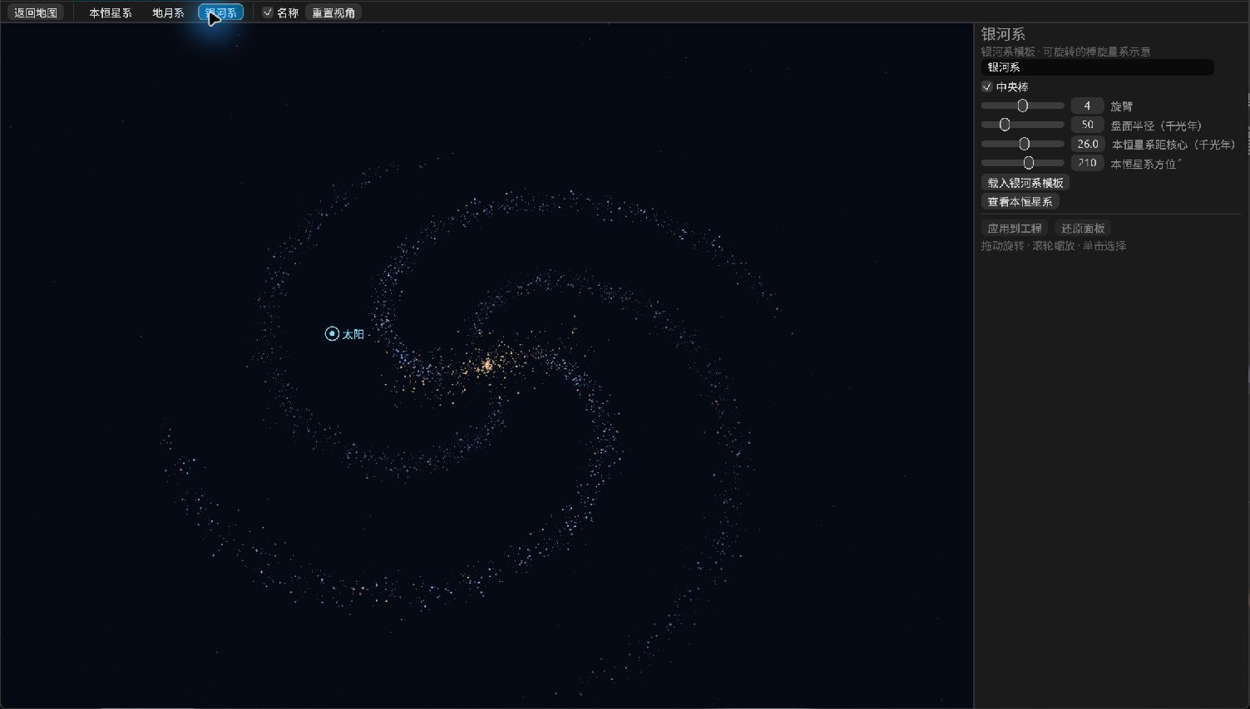 返回地图 本恒星系 地月系 银河系 名称 重置视角
银河系
银河系模板 · 可旋转的棒旋星系示意
银河系
中央棒
4 旋臂
50 盘面半径（千光年）
26.0 本恒星系距核心（千光年）
210 本恒星系方位°
载入银河系模板
查看本恒星系
应用到工程 还原面板
拖动旋转 · 滚轮缩放 · 单击选择
太阳